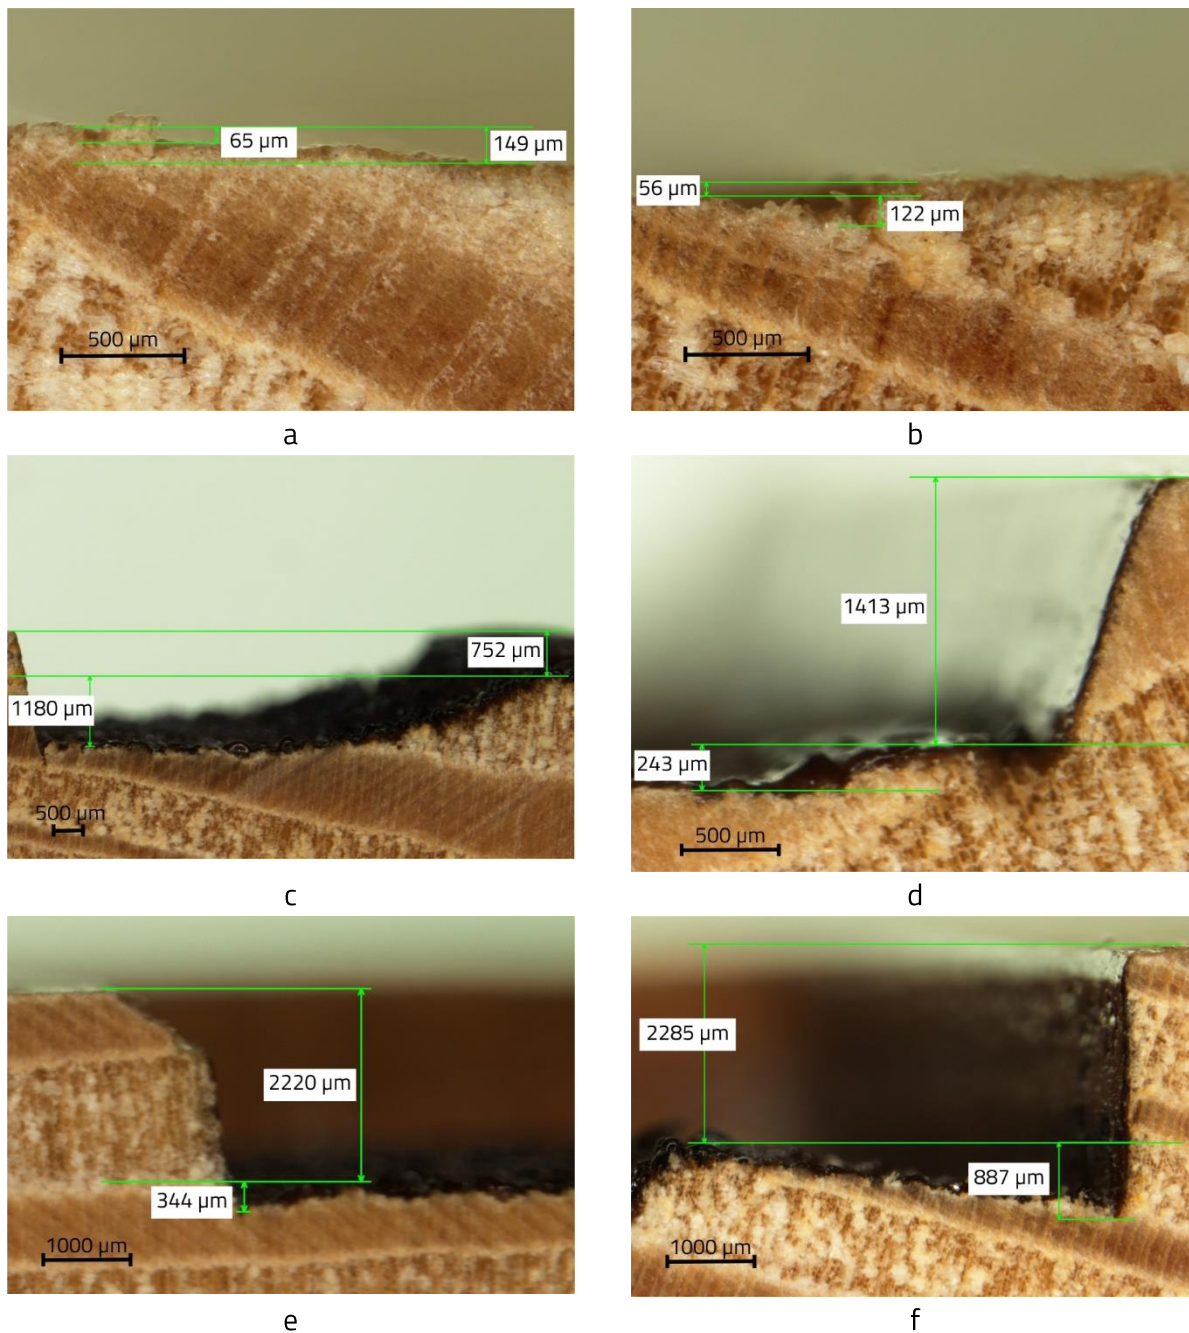 65 µm
149 µm
500 µm
a
56 µm
122 µm
500 µm
b
752 µm
1180 µm
500 µm
c
1413 µm
243 µm
500 µm
d
2220 µm
344 µm
1000 µm
e
2285 µm
887 µm
1000 µm
f